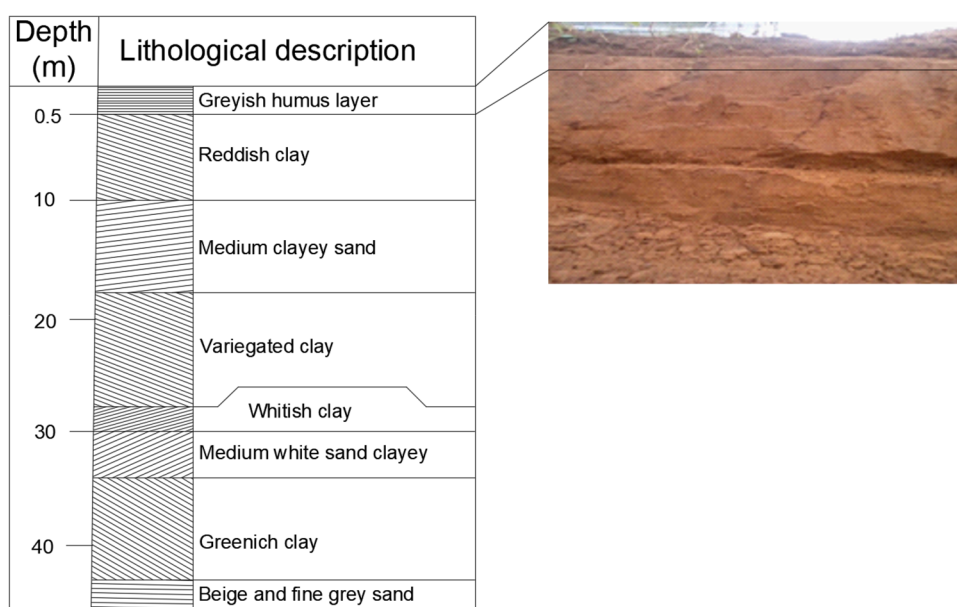 Depth
(m)
Lithological description
Greyish humus layer
0.5
Reddish clay
10
Medium clayey sand
20
Variegated clay
Whitish clay
30
Medium white sand clayey
Greenich clay
40
Beige and fine grey sand